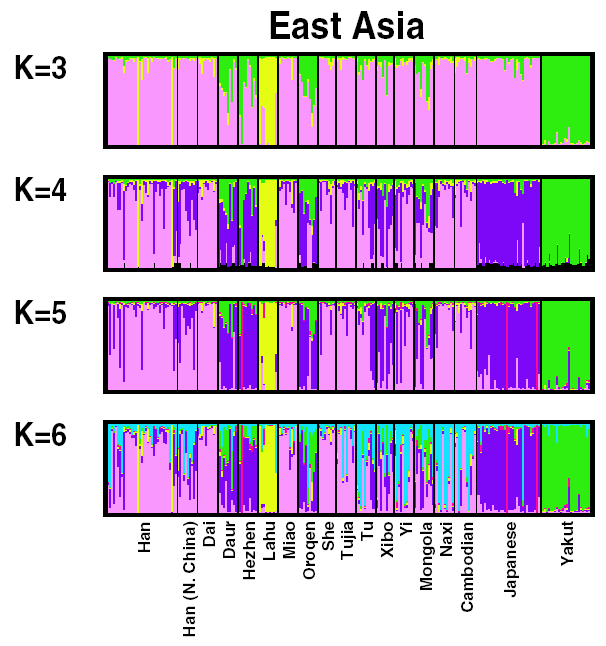 East Asia
K=3
K=4
K=5
K=6
Han
Han (N. China)
Dai
Daur
Hezhen
Lahu
Miao
Oroqen
She
Tujia
Tu
Xibo
Yi
Mongola
Naxi
Cambodian
Japanese
Yakut